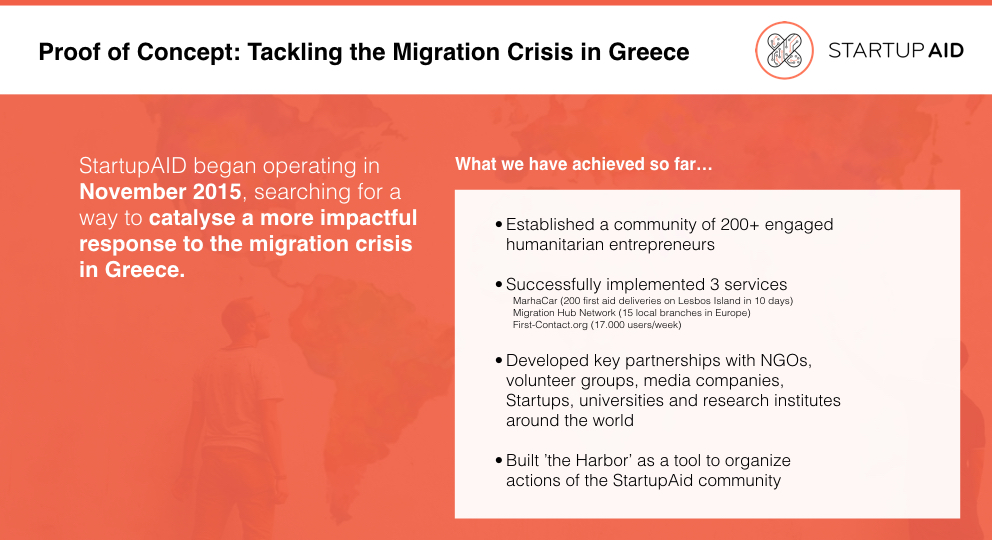 Proof of Concept: Tackling the Migration Crisis in Greece
STARTUP AID
StartupAID began operating in
November 2015, searching for a
way to catalyse a more impactful
response to the migration crisis
in Greece.
What we have achieved so far…
• Established a community of 200+ engaged
humanitarian entrepreneurs
• Successfully implemented 3 services
MarhaCar (200 first aid deliveries on Lesbos Island in 10 days)
Migration Hub Network (15 local branches in Europe)
First-Contact.org (17.000 users/week)
• Developed key partnerships with NGOs,
volunteer groups, media companies,
Startups, universities and research institutes
around the world
• Built ’the Harbor’ as a tool to organize
actions of the StartupAid community